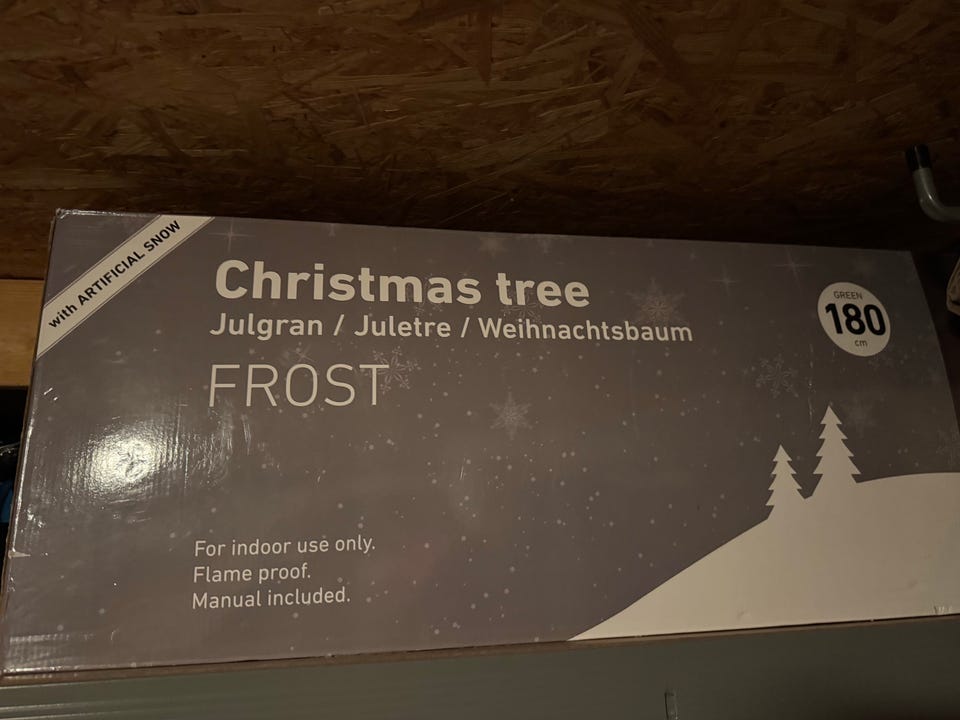 with ARTIFICIAL SNOW
Christmas tree
Julgran / Juletre / Weihnachtsbaum
FROST
GREEN
180
cm
For indoor use only.
Flame proof.
Manual included.